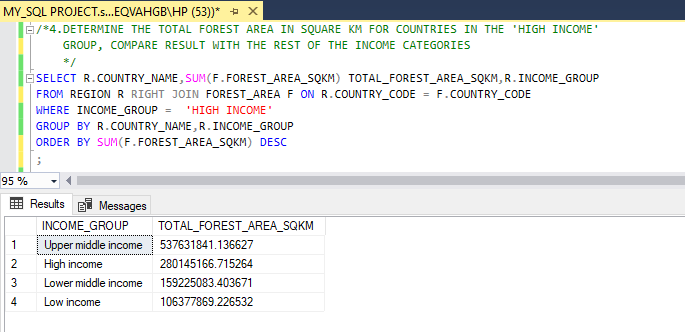 MY_SQL PROJECT.s...EQVAHGB\HP (53))*
/*4.DETERMINE THE TOTAL FOREST AREA IN SQUARE KM FOR COUNTRIES IN THE 'HIGH INCOME'
GROUP, COMPARE RESULT WITH THE REST OF THE INCOME CATEGORIES
*/
SELECT R.COUNTRY_NAME,SUM(F.FOREST_AREA_SQKM) TOTAL_FOREST_AREA_SQKM,R.INCOME_GROUP
FROM REGION R RIGHT JOIN FOREST_AREA F ON R.COUNTRY_CODE = F.COUNTRY_CODE
WHERE INCOME_GROUP = 'HIGH INCOME'
GROUP BY R.COUNTRY_NAME,R.INCOME_GROUP
ORDER BY SUM(F.FOREST_AREA_SQKM) DESC
;
95 %
Results Messages
INCOME_GROUP TOTAL_FOREST_AREA_SQKM
1 Upper middle income 537631841.136627
2 High income 280145166.715264
3 Lower middle income 159225083.403671
4 Low income 106377869.226532